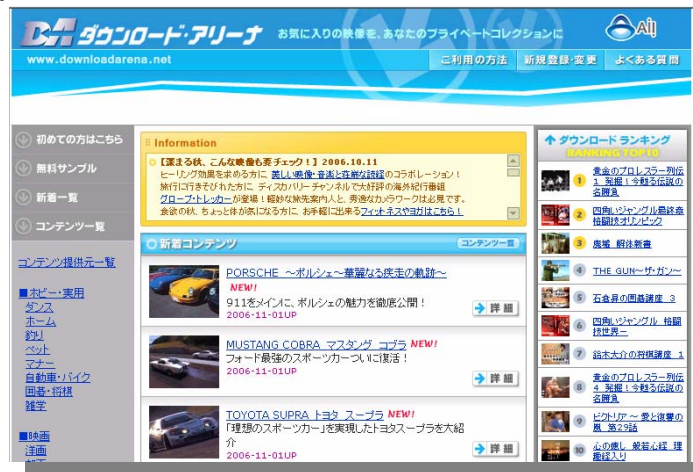 DA ダウンロード・アリーナ お気に入りの映像を、あなたのプライベートコレクションに Aii
www.downloadarena.net ご利用の方法 新規登録・変更 よくある質問
初めての方はこちら
無料サンプル
新着一覧
コンテンツ一覧
コンテンツ提供元一覧
■ホビー・実用
ダンス
ホーム
釣り
ペット
マナー
自動車・バイク
囲碁・将棋
雑学
■映画
洋画
Information
【深まる秋、こんな映像も要チェック！】2006.10.11
ヒーリング効果を求める方に 美しい映像・音楽と荘厳な読経のコラボレーション！
旅行に行きそびれた方に ディスカバリーチャンネルで大好評の海外紀行番組
グローブ・トレッカーが登場！軽妙な旅先案内人と、秀逸なカメラワークは必見です。
食欲の秋、ちょっと体が気になる方に お手軽に出来るフィットネスやヨガはこちら！
新着コンテンツ コンテンツ一覧
PORSCHE ～ポルシェ～華麗なる疾走の軌跡～
NEW!
911をメインに、ポルシェの魅力を徹底公開！
2006-11-01UP
詳細
MUSTANG COBRA マスタング コブラ NEW!
フォード最強のスポーツカーついに復活！
2006-11-01UP
詳細
TOYOTA SUPRA トヨタ スープラ NEW!
「理想のスポーツカー」を実現したトヨタスープラを大紹
介
2006-11-01UP
詳細
ダウンロードランキング
RANKING TOP10
1 黄金のプロレスラー列伝
1 発掘！今甦る伝説の
名勝負
2 四角いジャングル最終章
格闘技オリンピック
3 廃墟 解体新書
4 THE GUN～ザ・ガン～
5 石倉昇の囲碁講座 3
6 四角いジャングル 格闘
技世界一
7 鈴木大介の将棋講座 1
8 黄金のプロレスラー列伝
4 発掘！今甦る伝説の
名勝負
9 ビクトリア ～ 愛と復讐の
嵐 第29話
10 心の癒し 般若心経 理
趣経入り